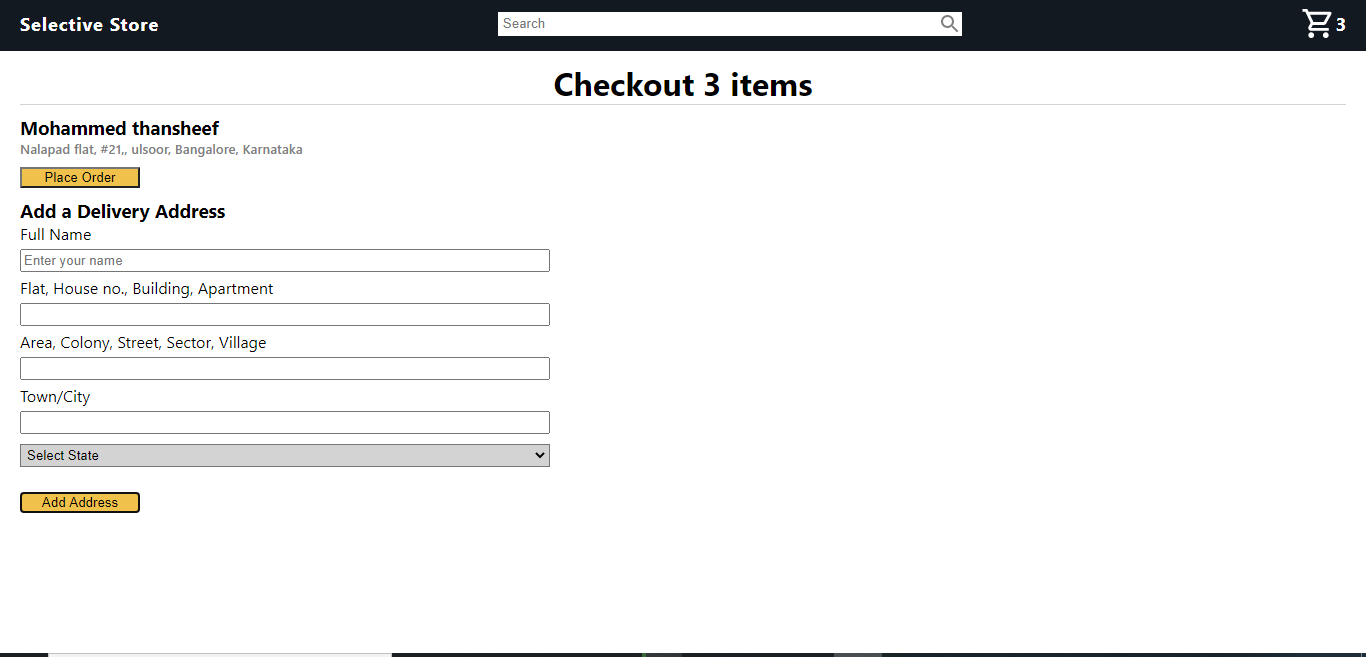 Selective Store
Search
3
Checkout 3 items
Mohammed thansheef
Nalapad flat, #21,, ulsoor, Bangalore, Karnataka
Place Order
Add a Delivery Address
Full Name
Enter your name
Flat, House no., Building, Apartment
Area, Colony, Street, Sector, Village
Town/City
Select State
Add Address